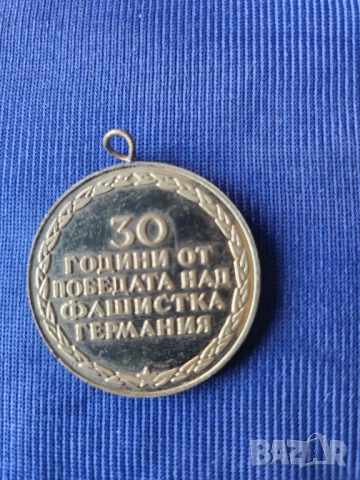 30
ГОДИНИ ОТ
ПОБЕДАТА НАД
ФАШИСТКА
ГЕРМАНИЯ
BAZAR